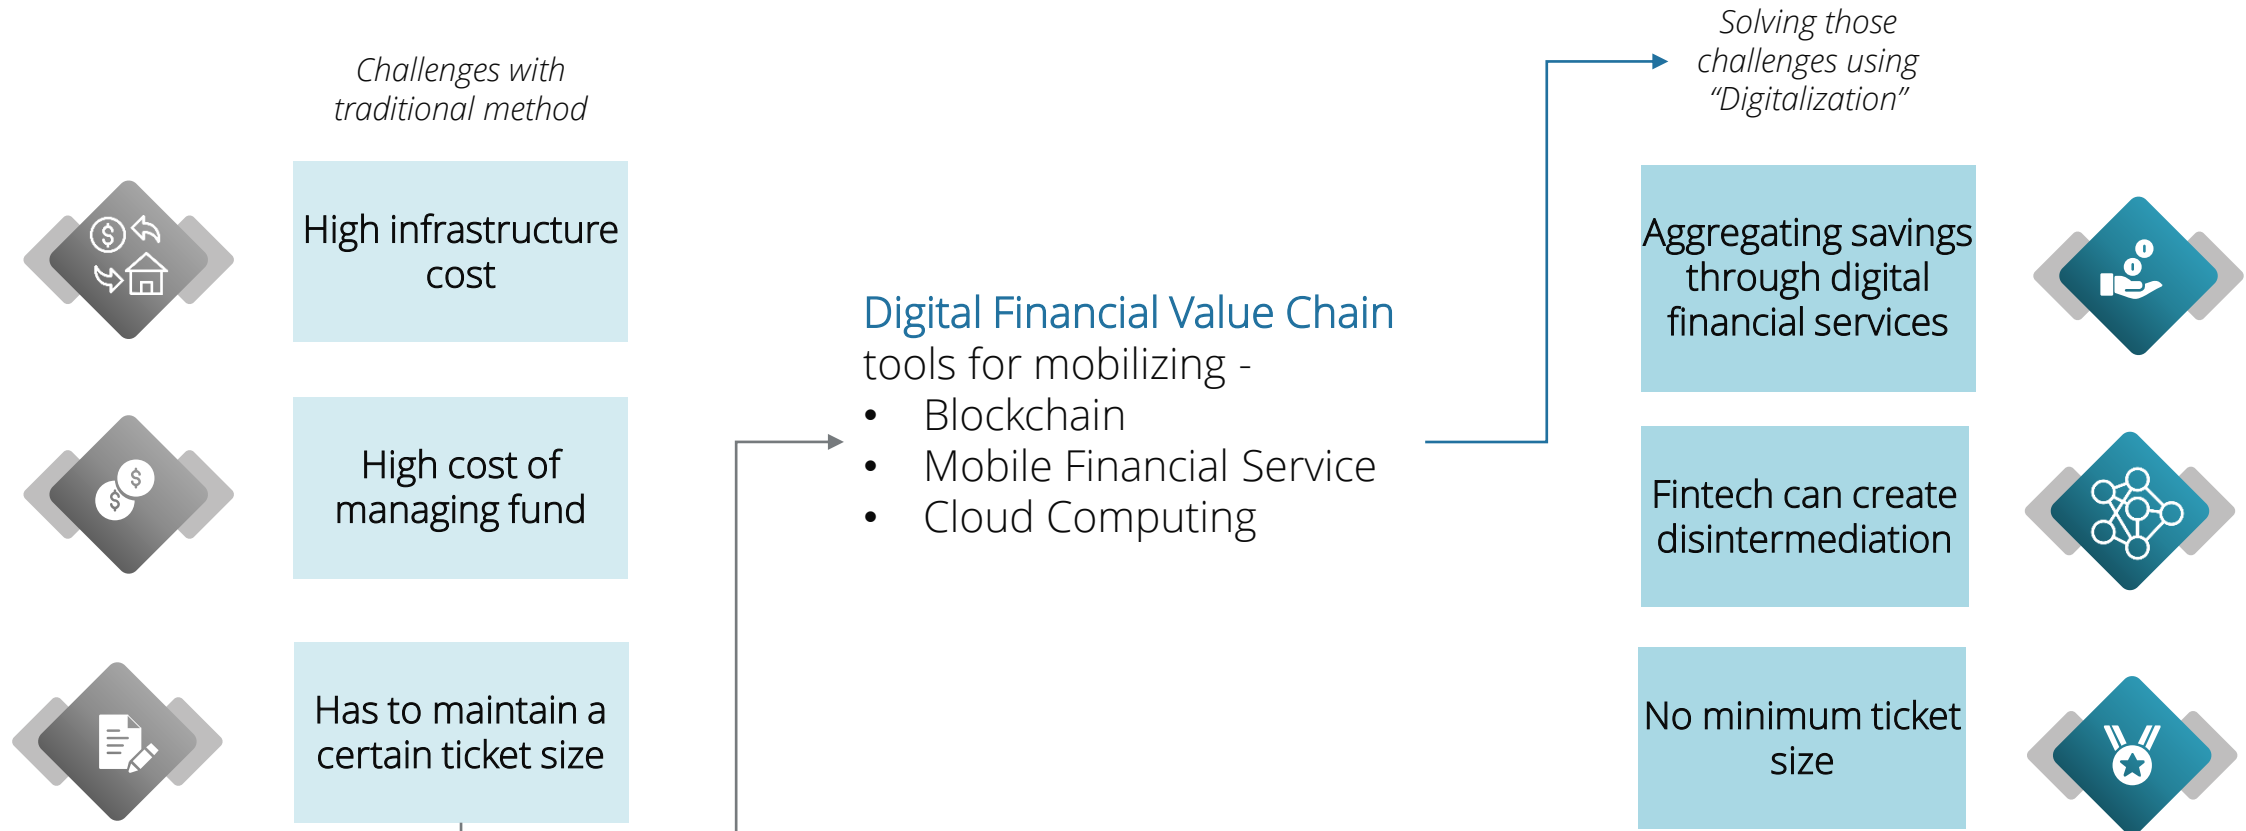 Challenges with
traditional method
High infrastructure
cost
High cost of
managing fund
Has to maintain a
certain ticket size
Digital Financial Value Chain
tools for mobilizing -
• Blockchain
• Mobile Financial Service
• Cloud Computing
Solving those
challenges using
“Digitalization”
Aggregating savings
through digital
financial services
Fintech can create
disintermediation
No minimum ticket
size